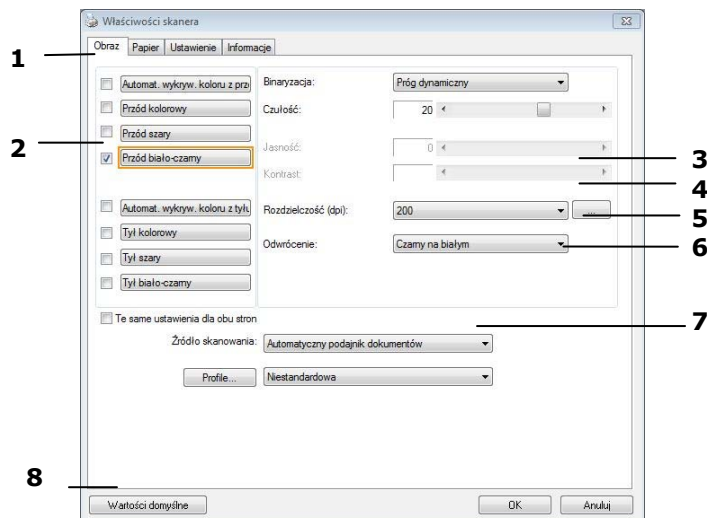 Właściwości skanera
Obraz Papier Ustawienie Informacje
1
Automat. wykryw. koloru z prz
Binaryzacja: Próg dynamiczny
Przód kolorowy
Czułość: 20
Przód szary
2
Jasność: 0
3
Przód biało-czarny
Kontrast:
4
Automat. wykryw. koloru z tyłu
Rozdzielczość (dpi): 200 ...
5
Tył kolorowy
Odwrócenie: Czarny na białym
6
Tył szary
Tył biało-czarny
Te same ustawienia dla obu stron
7
Źródło skanowania: Automatyczny podajnik dokumentów
Profile... Niestandardowa
8
Wartości domyślne OK Anuluj